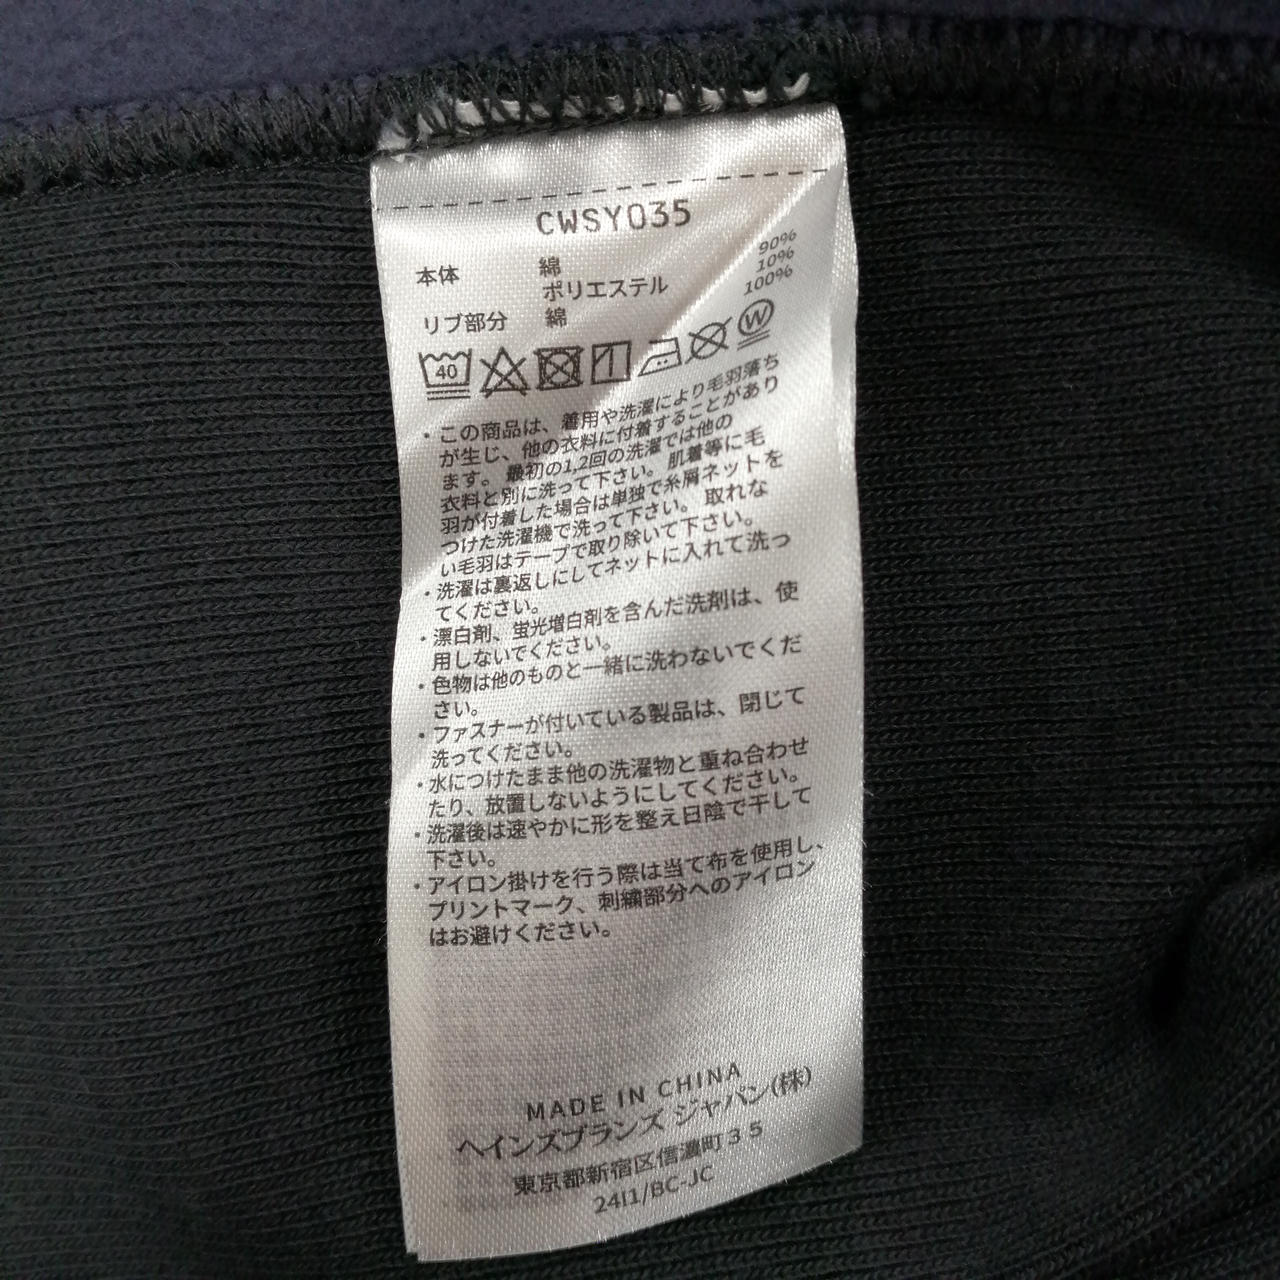 CWSY035
本体 綿 90%
ポリエステル 10%
リブ部分 綿 100%
40
W
・この商品は、着用や洗濯により毛羽落ち
が生じ、他の衣料に付着することがあり
ます。最初の1,2回の洗濯では他の
衣料と別に洗って下さい。肌着等に毛
羽が付着した場合は単独で糸屑ネットを
つけた洗濯機で洗って下さい。取れな
い毛羽はテープで取り除いて下さい。
・洗濯は裏返しにしてネットに入れて洗っ
てください。
・漂白剤、蛍光増白剤を含んだ洗剤は、使
用しないでください。
・色物は他のものと一緒に洗わないでくだ
さい。
・ファスナーが付いている製品は、閉じて
洗ってください。
・水につけたまま他の洗濯物と重ね合わせ
たり、放置しないようにしてください。
・洗濯後は速やかに形を整え日陰で干して
下さい。
・アイロン掛けを行う際は当て布を使用し、
プリントマーク、刺繍部分へのアイロン
はお避けください。
MADE IN CHINA
ヘインズブランズ ジャパン(株)
東京都新宿区信濃町35
24I1/BC-JC